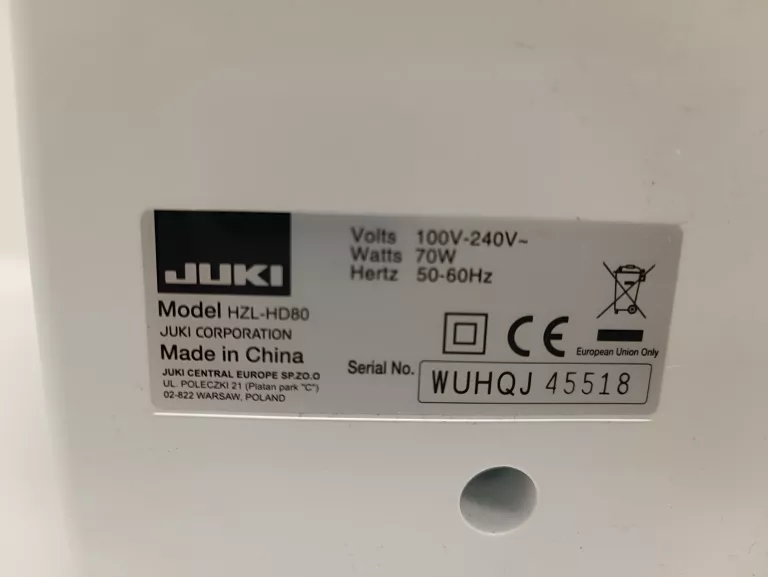 JUKI
Model HZL-HD80
JUKI CORPORATION
Made in China
JUKI CENTRAL EUROPE SP.ZO.O
UL. POLECZKI 21 (Platan park "C")
02-822 WARSAW, POLAND
Volts 100V-240V~
Watts 70W
Hertz 50-60Hz
CE
European Union Only
Serial No. WUHQJ 45518